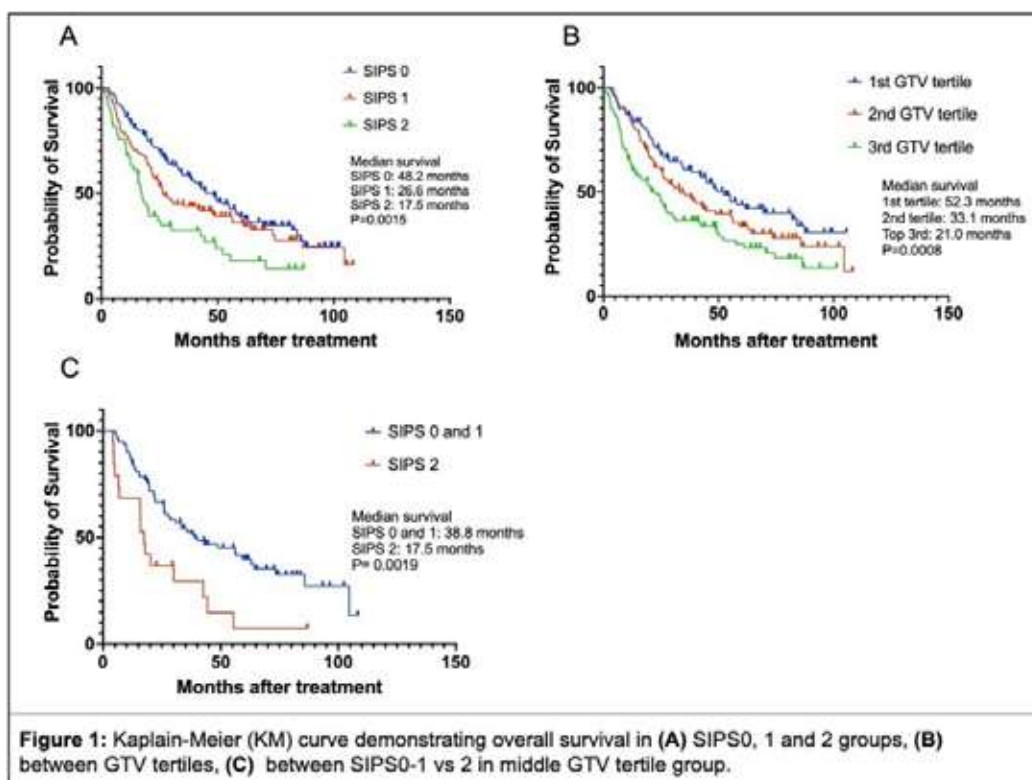 A
SIPS 0
SIPS 1
SIPS 2
Median survival
SIPS 0: 48.2 months
SIPS 1: 26.6 months
SIPS 2: 17.5 months
P=0.0015
Probability of Survival
100
50
0
0 50 100 150
Months after treatment
B
1st GTV tertile
2nd GTV tertile
3rd GTV tertile
Median survival
1st tertile: 52.3 months
2nd tertile: 33.1 months
Top 3rd: 21.0 months
P=0.0008
Probability of Survival
100
50
0
0 50 100 150
Months after treatment
C
SIPS 0 and 1
SIPS 2
Median survival
SIPS 0 and 1: 38.8 months
SIPS 2: 17.5 months
P= 0.0019
Probability of Survival
100
50
0
0 50 100 150
Months after treatment
Figure 1: Kaplain-Meier (KM) curve demonstrating overall survival in (A) SIPS0, 1 and 2 groups, (B)
between GTV tertiles, (C) between SIPS0-1 vs 2 in middle GTV tertile group.